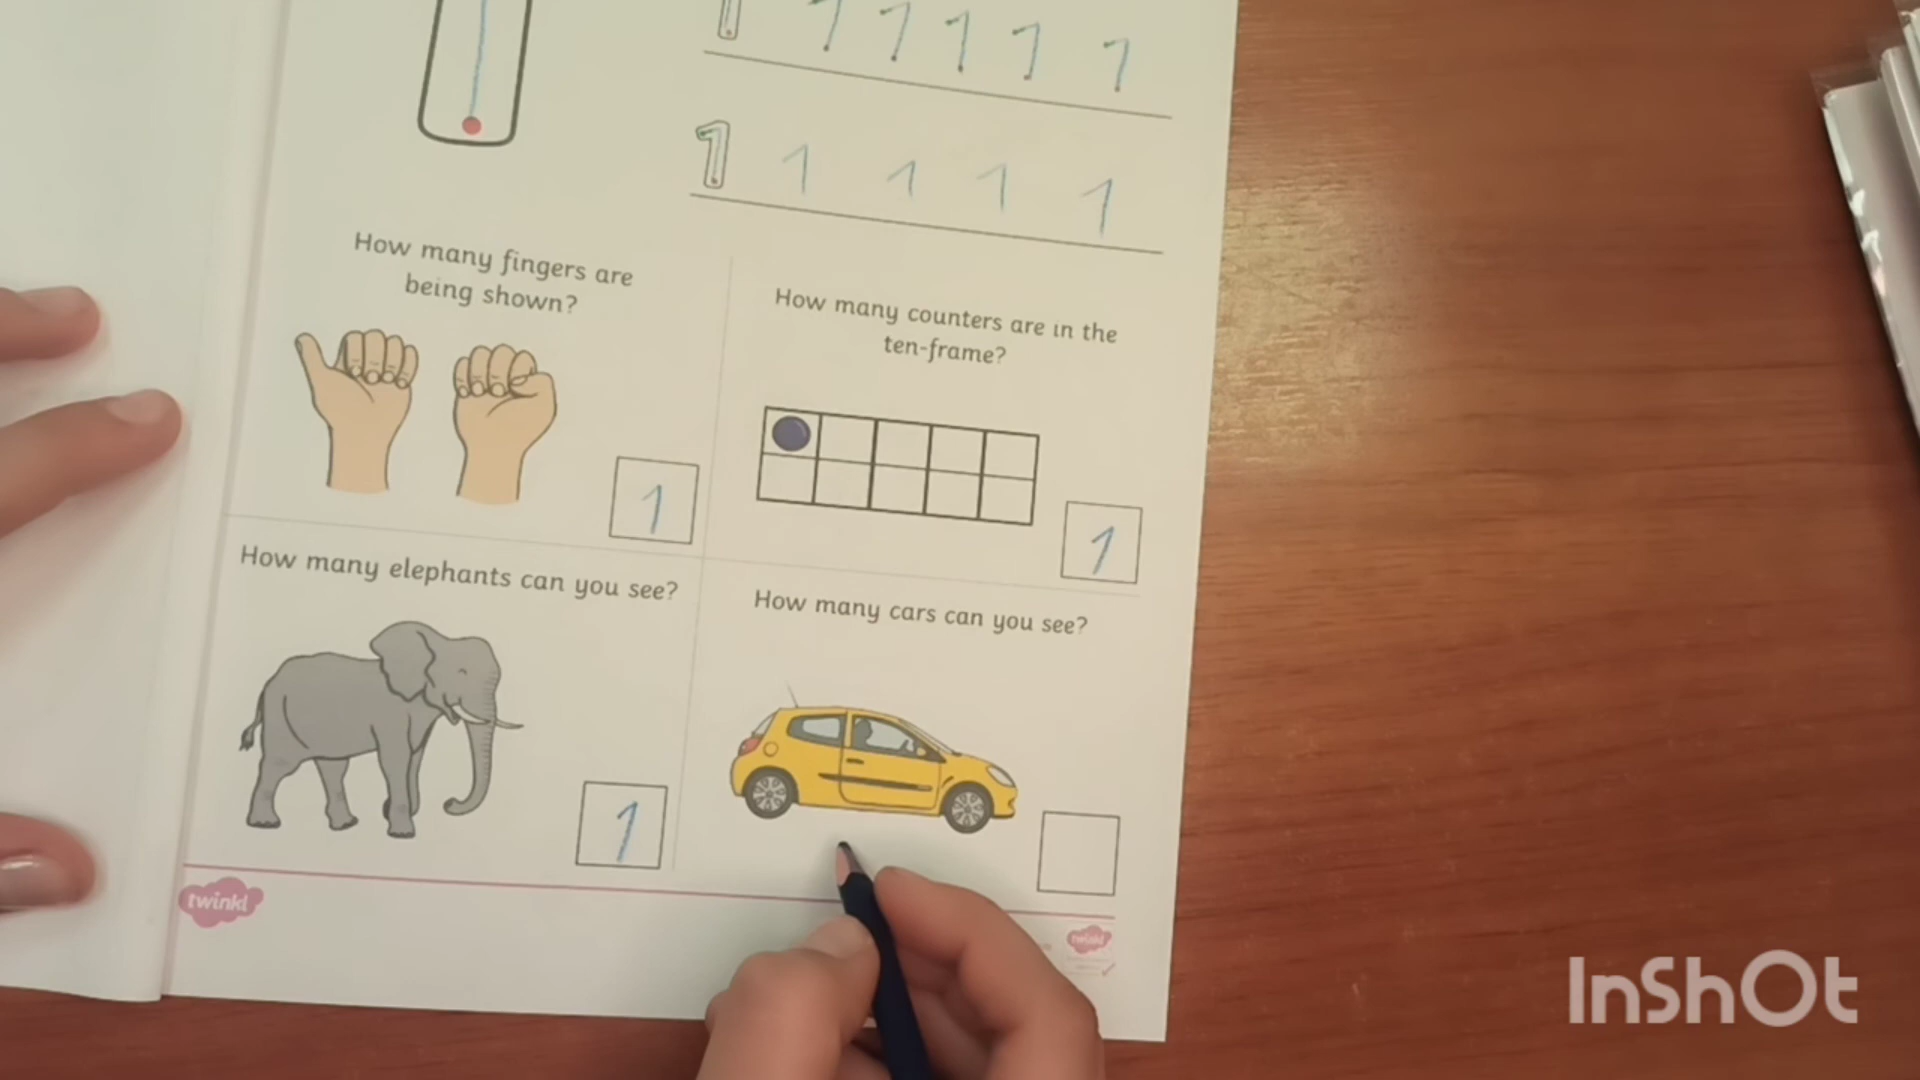 1 1 1 1 1 1
1 1 1 1 1
How many fingers are
being shown?
1
How many counters are in the
ten-frame?
1
How many elephants can you see?
1
How many cars can you see?
twinkl
twinkl
InShOt